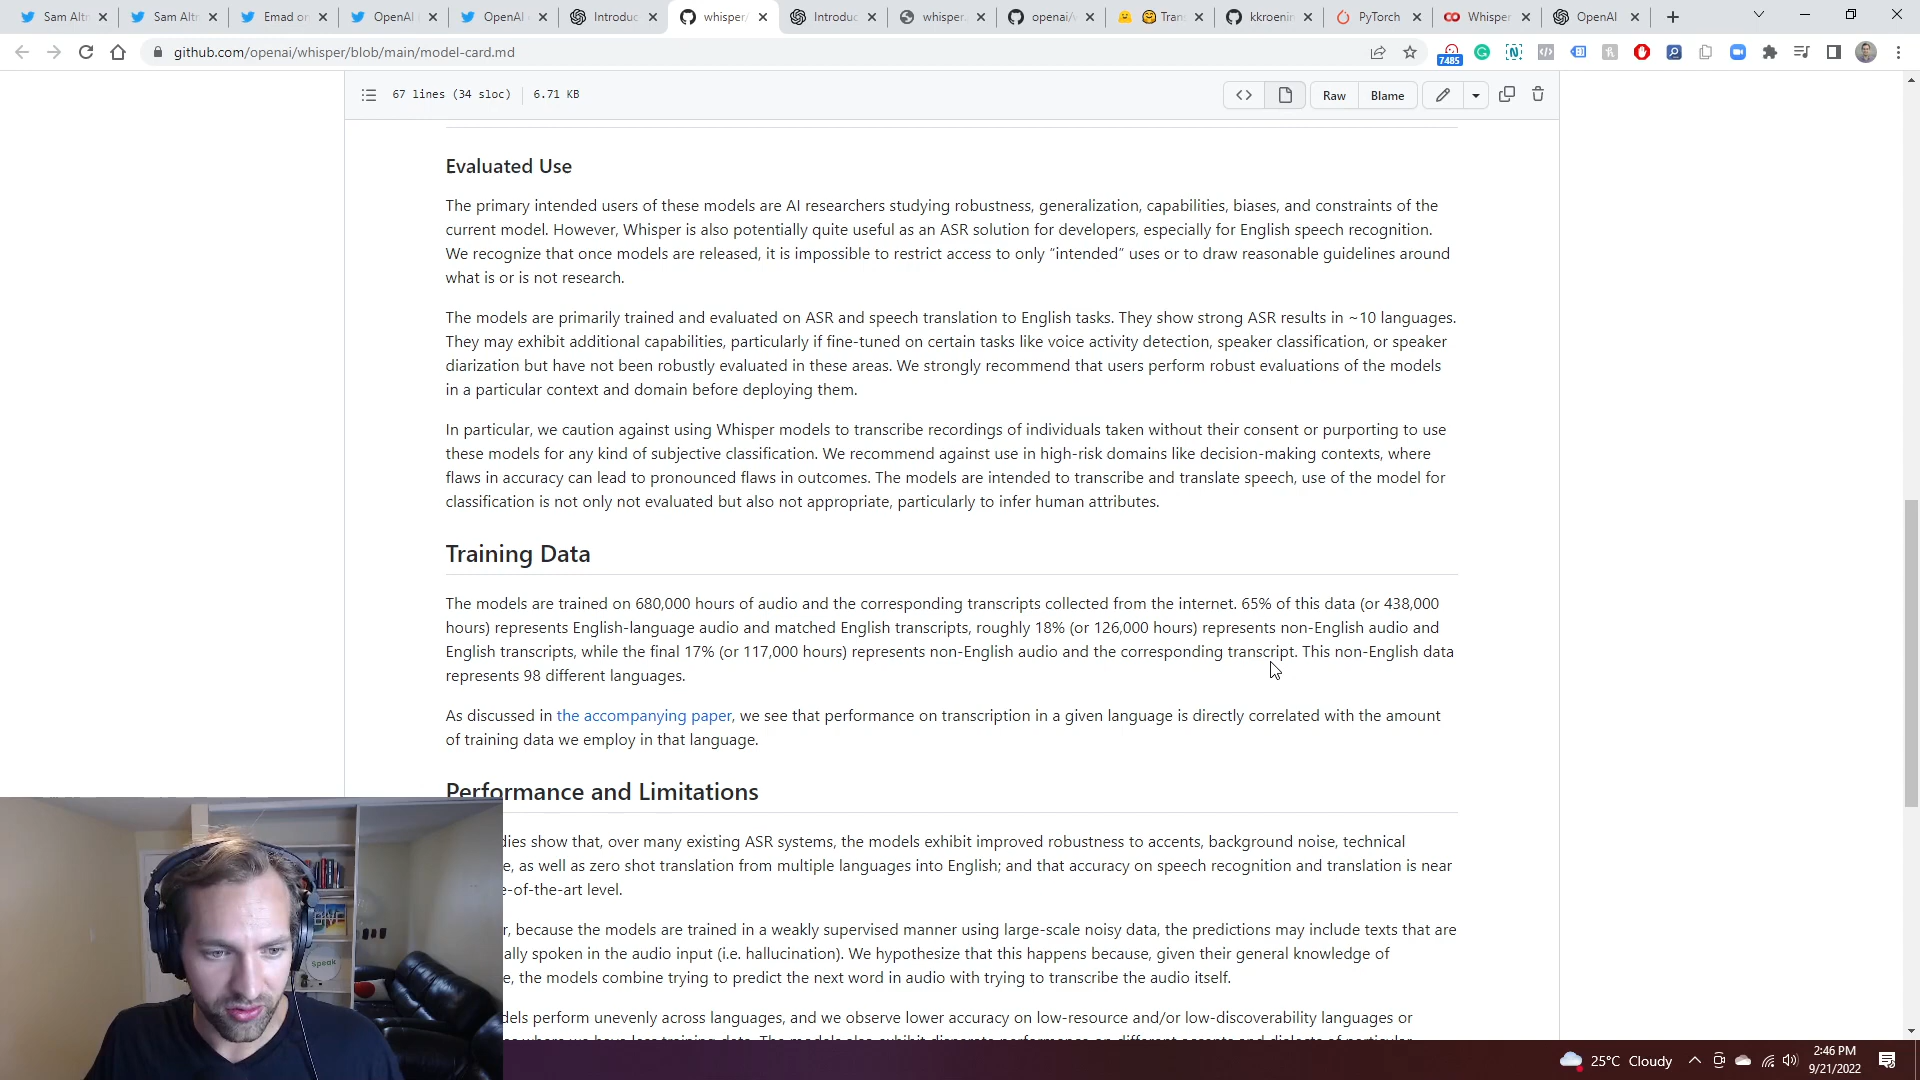 Sam Altm
Sam Altm
Emad on
OpenAI
OpenAI
Introduc
whisper/
Introduc
whisper.
openai/
Tran
kkroenin
PyTorch
Whisper
OpenAI
github.com/openai/whisper/blob/main/model-card.md
7485
67 lines (34 sloc)
6.71 KB
Raw
Blame
Evaluated Use
The primary intended users of these models are AI researchers studying robustness, generalization, capabilities, biases, and constraints of the
current model. However, Whisper is also potentially quite useful as an ASR solution for developers, especially for English speech recognition.
We recognize that once models are released, it is impossible to restrict access to only “intended” uses or to draw reasonable guidelines around
what is or is not research.
The models are primarily trained and evaluated on ASR and speech translation to English tasks. They show strong ASR results in ~10 languages.
They may exhibit additional capabilities, particularly if fine-tuned on certain tasks like voice activity detection, speaker classification, or speaker
diarization but have not been robustly evaluated in these areas. We strongly recommend that users perform robust evaluations of the models
in a particular context and domain before deploying them.
In particular, we caution against using Whisper models to transcribe recordings of individuals taken without their consent or purporting to use
these models for any kind of subjective classification. We recommend against use in high-risk domains like decision-making contexts, where
flaws in accuracy can lead to pronounced flaws in outcomes. The models are intended to transcribe and translate speech, use of the model for
classification is not only not evaluated but also not appropriate, particularly to infer human attributes.
Training Data
The models are trained on 680,000 hours of audio and the corresponding transcripts collected from the internet. 65% of this data (or 438,000
hours) represents English-language audio and matched English transcripts, roughly 18% (or 126,000 hours) represents non-English audio and
English transcripts, while the final 17% (or 117,000 hours) represents non-English audio and the corresponding transcript. This non-English data
represents 98 different languages.
As discussed in the accompanying paper, we see that performance on transcription in a given language is directly correlated with the amount
of training data we employ in that language.
Performance and Limitations
dies show that, over many existing ASR systems, the models exhibit improved robustness to accents, background noise, technical
e, as well as zero shot translation from multiple languages into English; and that accuracy on speech recognition and translation is near
e-of-the-art level.
r, because the models are trained in a weakly supervised manner using large-scale noisy data, the predictions may include texts that are
ally spoken in the audio input (i.e. hallucination). We hypothesize that this happens because, given their general knowledge of
e, the models combine trying to predict the next word in audio with trying to transcribe the audio itself.
dels perform unevenly across languages, and we observe lower accuracy on low-resource and/or low-discoverability languages or
Speak
25°C Cloudy
2:46 PM
9/21/2022